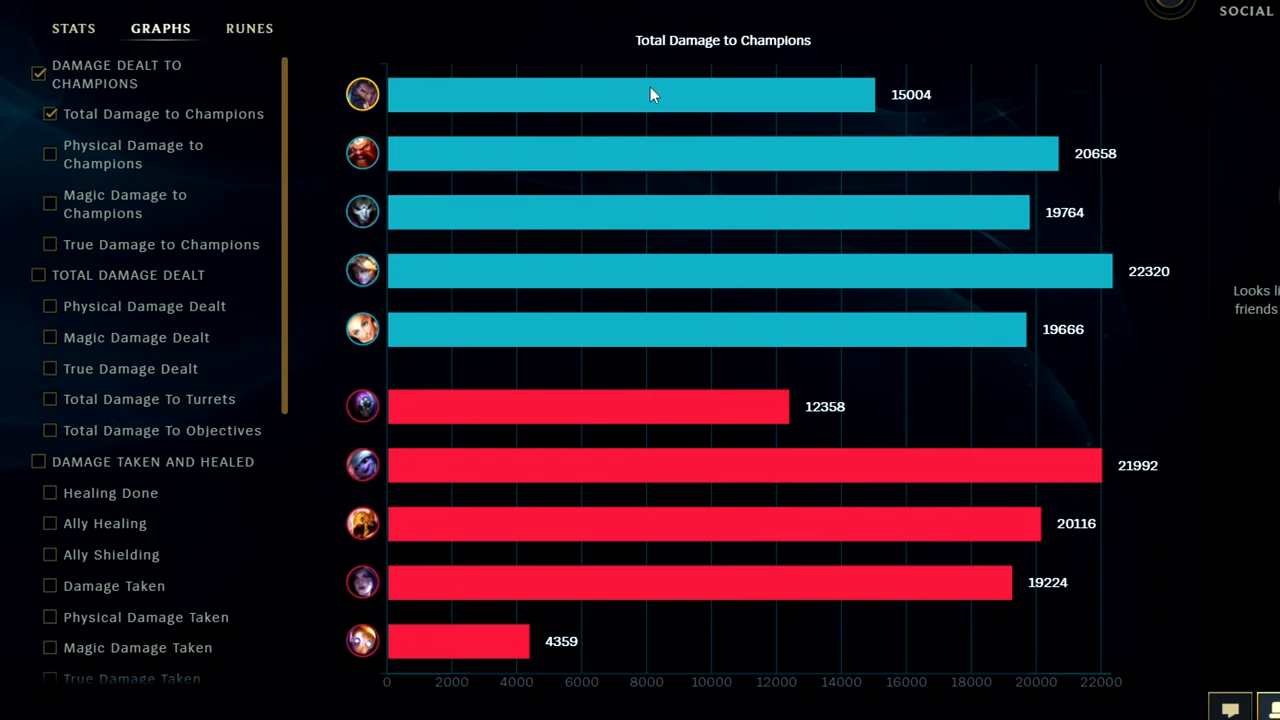 STATS GRAPHS RUNES
SOCIAL
DAMAGE DEALT TO
CHAMPIONS
Total Damage to Champions
Physical Damage to
Champions
Magic Damage to
Champions
True Damage to Champions
TOTAL DAMAGE DEALT
Physical Damage Dealt
Magic Damage Dealt
True Damage Dealt
Total Damage To Turrets
Total Damage To Objectives
DAMAGE TAKEN AND HEALED
Healing Done
Ally Healing
Ally Shielding
Damage Taken
Physical Damage Taken
Magic Damage Taken
True Damage Taken
Total Damage to Champions
15004
20658
19764
22320
19666
12358
21992
20116
19224
4359
0 2000 4000 6000 8000 10000 12000 14000 16000 18000 20000 22000
Looks li
friends